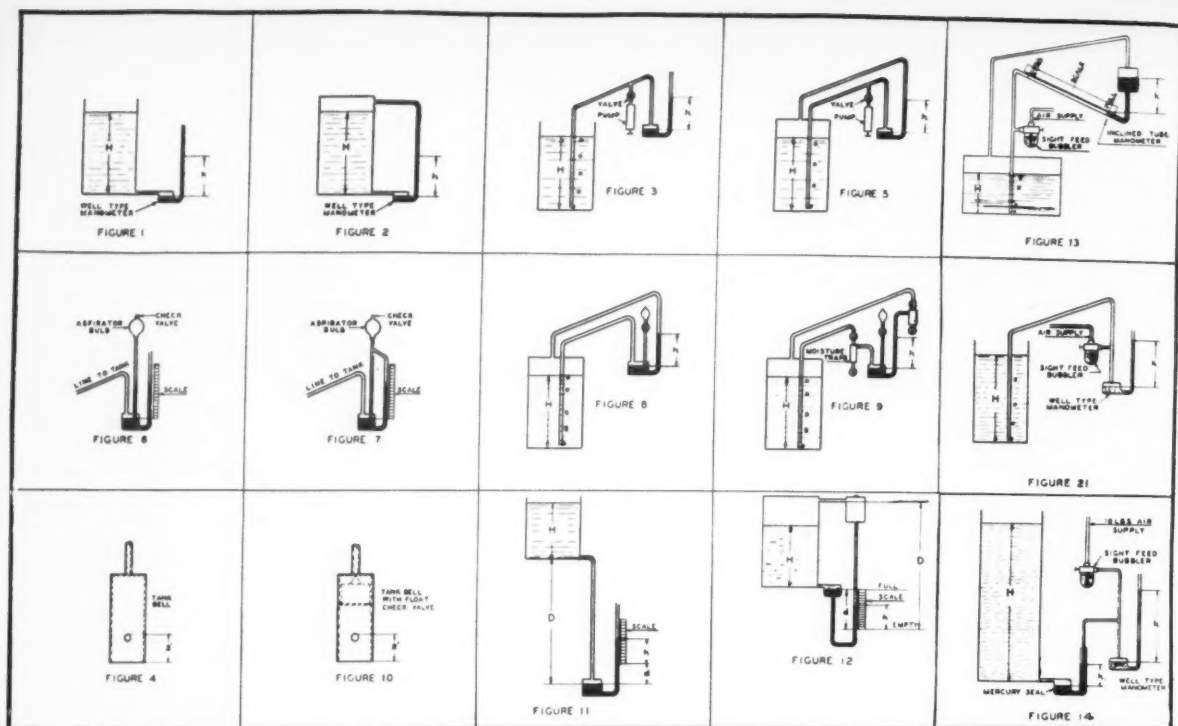 H
h
WELL TYPE
MANOMETER
FIGURE 1
H
h
WELL TYPE
MANOMETER
FIGURE 2
VALVE
PUMP
h
H
FIGURE 3
VALVE
PUMP
h
H
FIGURE 5
SCALE
h
AIR SUPPLY
INCLINED TUBE
MANOMETER
SIGHT FEED
BUBBLER
H
FIGURE 13
ASPIRATOR
BULB
CHECK
VALVE
LINE TO TANK
SCALE
FIGURE 6
ASPIRATOR
BULB
CHECK
VALVE
LINE TO TANK
SCALE
FIGURE 7
h
H
FIGURE 8
MOISTURE
TRAPS
h
H
FIGURE 9
AIR SUPPLY
h
SIGHT FEED
BUBBLER
H
WELL TYPE
MANOMETER
FIGURE 21
TANK
BELL
FIGURE 4
TANK BELL
WITH FLOAT
CHECK VALVE
FIGURE 10
H
D
SCALE
h
d
FIGURE 11
H
D
FULL
SCALE
d
h
EMPTY
FIGURE 12
10 LBS AIR
SUPPLY
SIGHT FEED
BUBBLER
H
h
h
MERCURY SEAL
WELL TYPE
MANOMETER
FIGURE 14